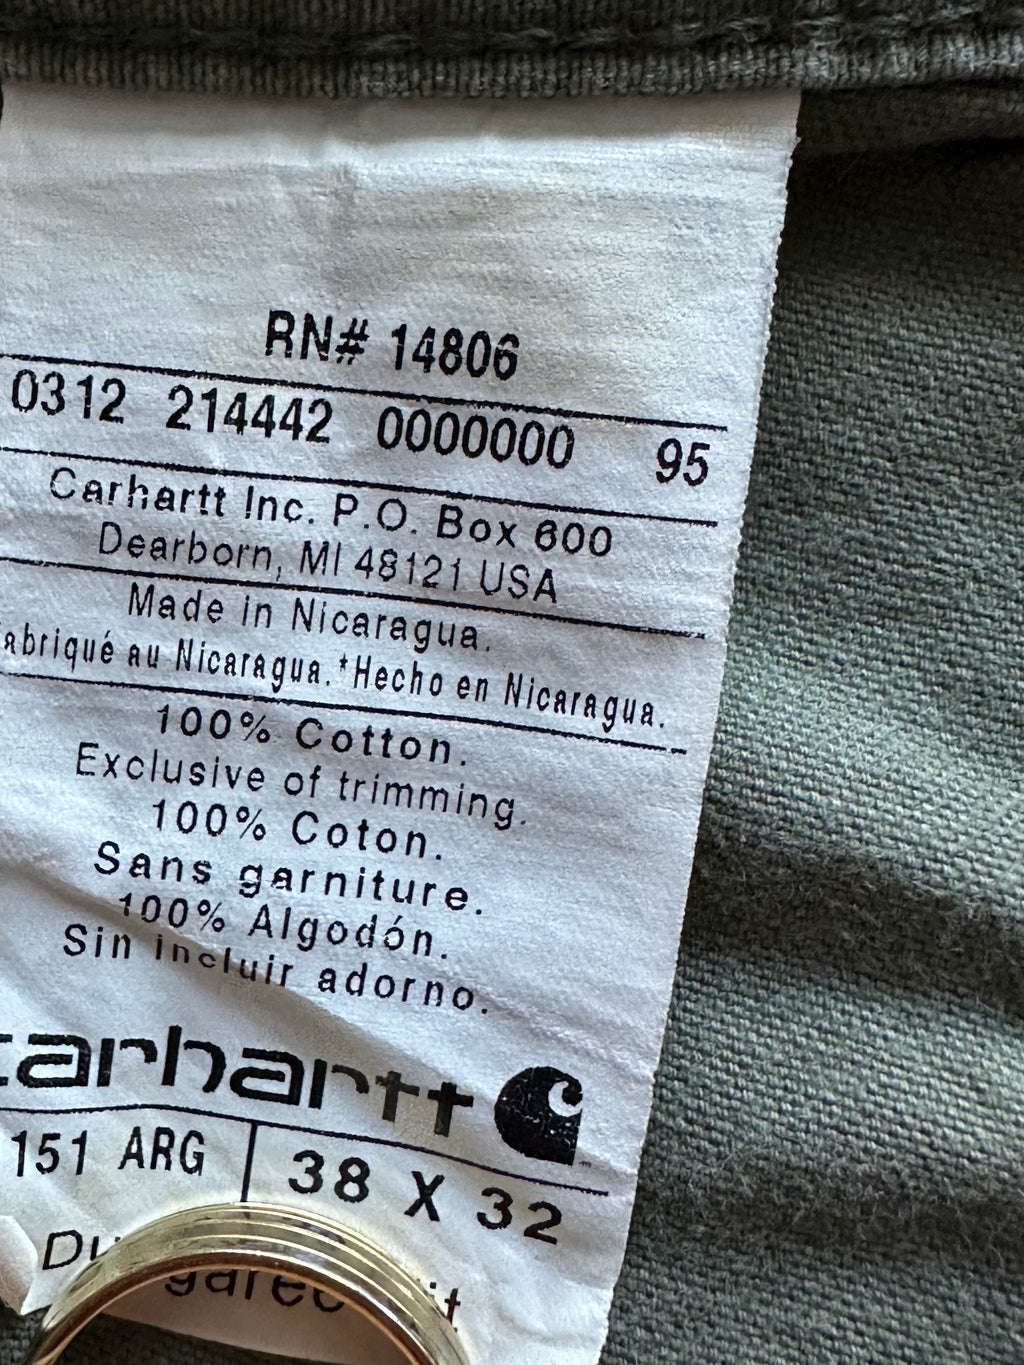 RN# 14806
0312 214442 0000000 95
Carhartt Inc. P.O. Box 600
Dearborn, MI 48121 USA
Made in Nicaragua.
abriqué au Nicaragua.*Hecho en Nicaragua.
100% Cotton.
Exclusive of trimming.
100% Coton.
Sans garniture.
100% Algodón.
Sin incluir adorno.
carhartt
151 ARG 38 X 32